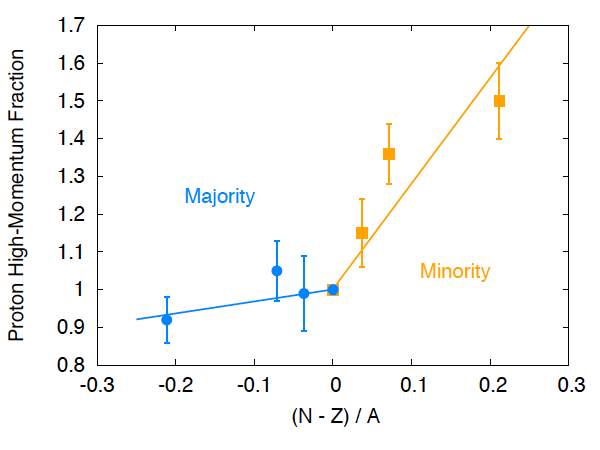 1.7
1.6
1.5
1.4
1.3
1.2
1.1
1
0.9
0.8
Proton High-Momentum Fraction
Majority
Minority
-0.3 -0.2 -0.1 0 0.1 0.2 0.3
(N - Z) / A